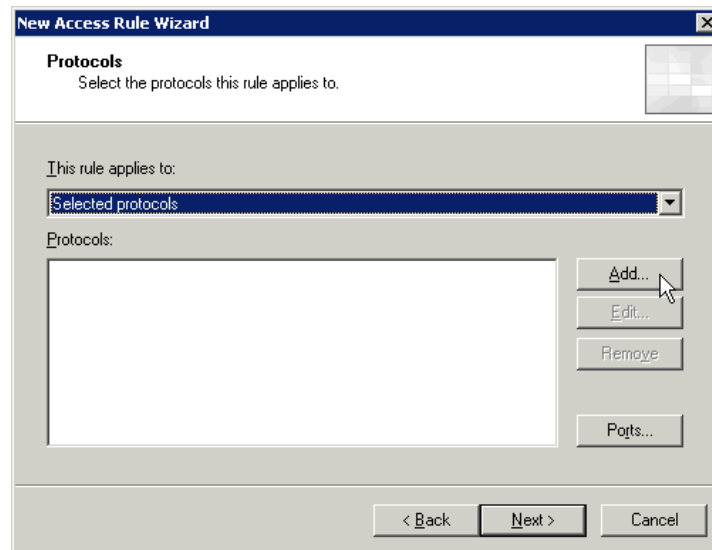 New Access Rule Wizard
Protocols
Select the protocols this rule applies to.
This rule applies to:
Selected protocols
Protocols:
Add...
Edit...
Remove
Ports...
< Back
Next >
Cancel